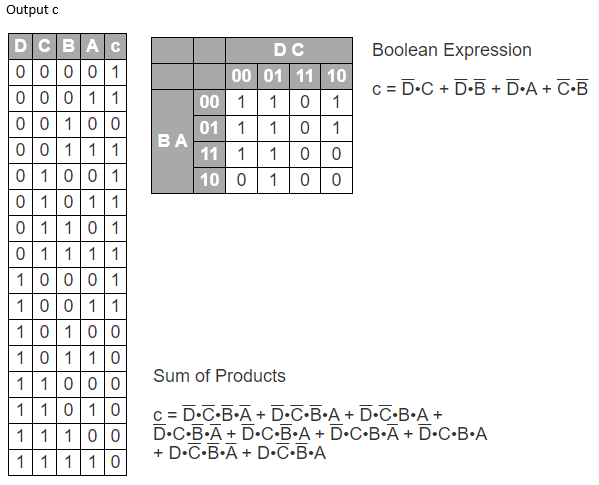 Output c
D C B A c
0 0 0 0 1
0 0 0 1 1
0 0 1 0 0
0 0 1 1 1
0 1 0 0 1
0 1 0 1 1
0 1 1 0 1
0 1 1 1 1
1 0 0 0 1
1 0 0 1 1
1 0 1 0 0
1 0 1 1 0
1 1 0 0 0
1 1 0 1 0
1 1 1 0 0
1 1 1 1 0
D C
00 01 11 10
B A
00 1 1 0 1
01 1 1 0 1
11 1 1 0 0
10 0 1 0 0
Boolean Expression
c = D̅•C + D̅•B̅ + D̅•A + C̅•B̅
Sum of Products
c = D̅•C̅•B̅•A̅ + D̅•C̅•B̅•A + D̅•C̅•B•A +
D̅•C•B̅•A̅ + D̅•C•B̅•A + D̅•C•B•A̅ + D̅•C•B•A
+ D•C̅•B̅•A̅ + D•C̅•B̅•A